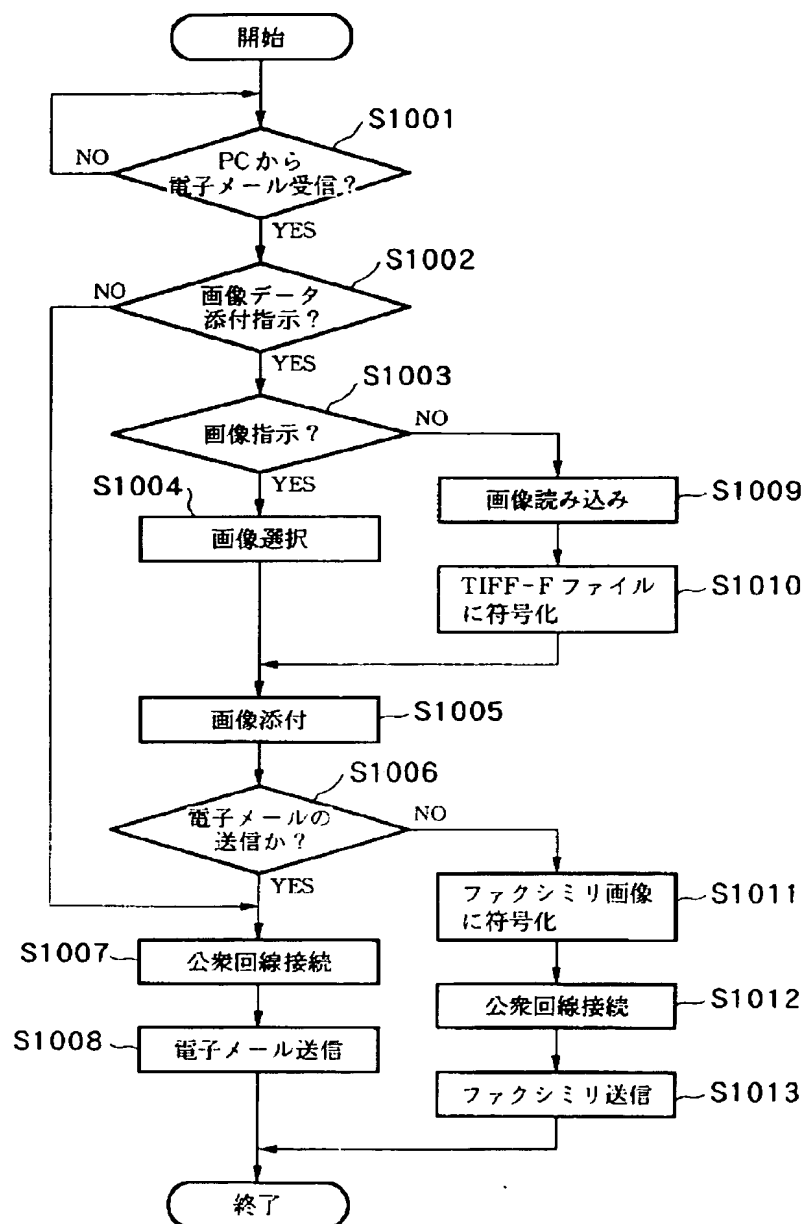 開始
S1001
NO
PCから
電子メール受信？
YES
S1002
NO
画像データ
添付指示？
YES
S1003
画像指示？
NO
YES
S1004
画像選択
画像読み込み
S1009
TIFF-Fファイル
に符号化
S1010
画像添付
S1005
S1006
電子メールの
送信か？
NO
YES
ファクシミリ画像
に符号化
S1011
S1007
公衆回線接続
公衆回線接続
S1012
S1008
電子メール送信
ファクシミリ送信
S1013
終了